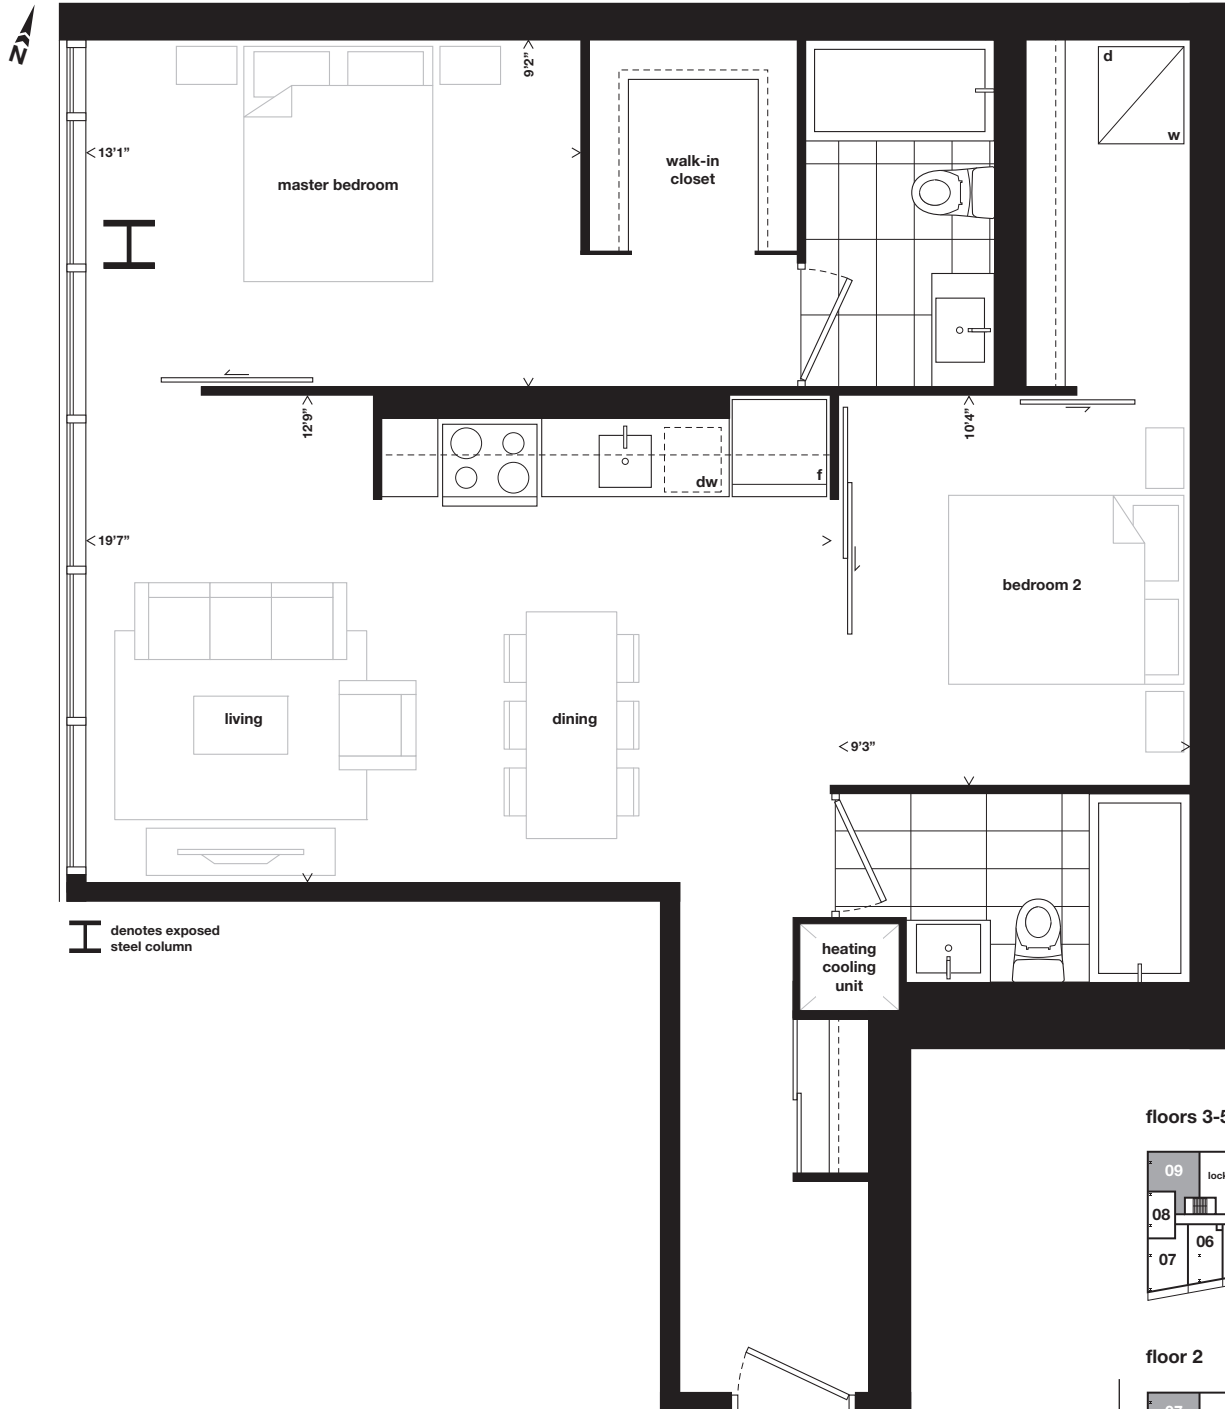 N
9'2"
d
w
13'1"
master bedroom
walk-in
closet
12'9"
10'4"
dw
f
19'7"
bedroom 2
living
dining
9'3"
denotes exposed
steel column
heating
cooling
unit
floors 3-5
09
lock
08
06
07
floor 2
07